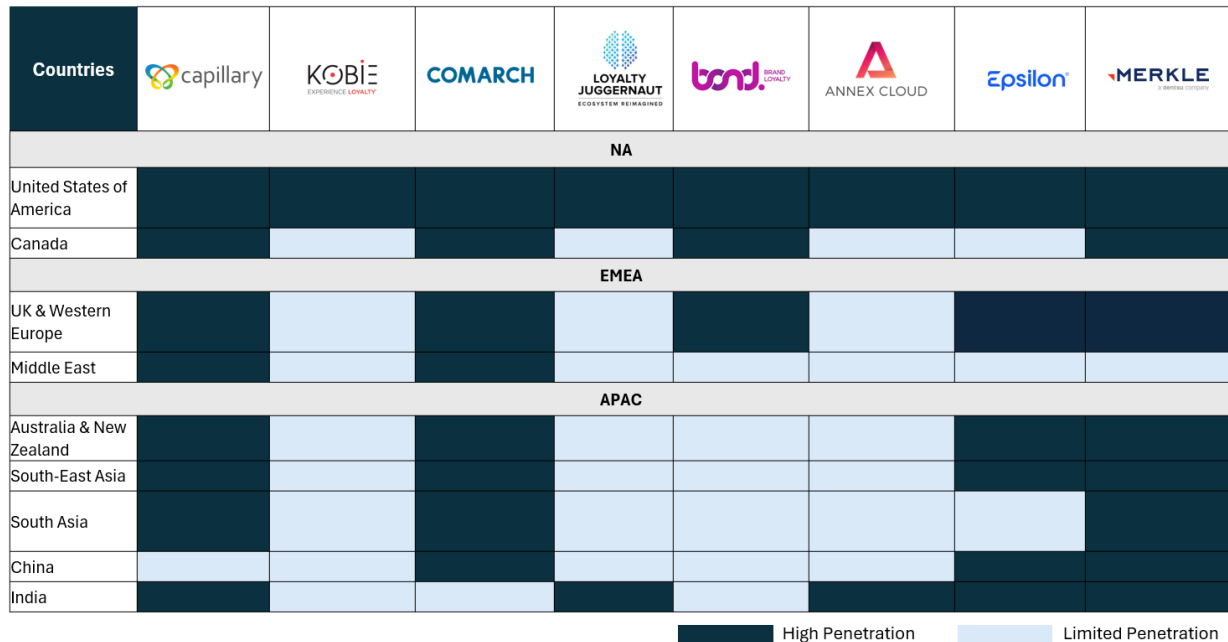 Countries
capillary
KOBIE
EXPERIENCE LOYALTY
COMARCH
LOYALTY
JUGGERNAUT
ECOSYSTEM REIMAGINED
bond.
BRAND
LOYALTY
ANNEX CLOUD
Epsilon
MERKLE
a dentsu company
NA
United States of
America
Canada
EMEA
UK & Western
Europe
Middle East
APAC
Australia & New
Zealand
South-East Asia
South Asia
China
India
High Penetration
Limited Penetration